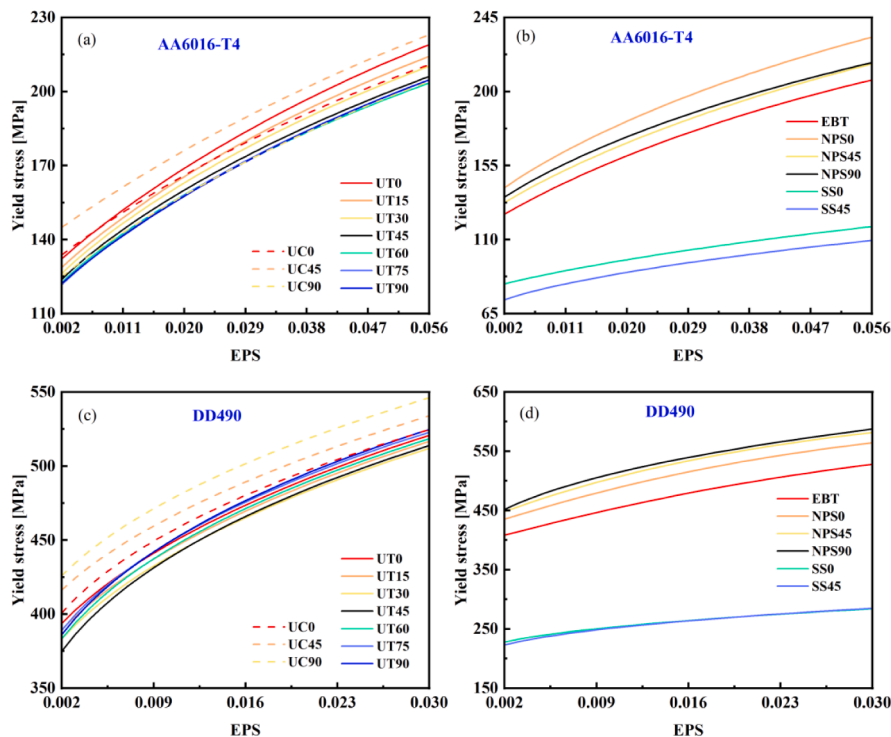 (a)
AA6016-T4
Yield stress [MPa]
230
200
170
140
110
UT0
UT15
UT30
UT45
UT60
UT75
UT90
UC0
UC45
UC90
0.002 0.011 0.020 0.029 0.038 0.047 0.056
EPS
(b)
AA6016-T4
Yield stress [MPa]
245
200
155
110
65
EBT
NPS0
NPS45
NPS90
SS0
SS45
0.002 0.011 0.020 0.029 0.038 0.047 0.056
EPS
(c)
DD490
Yield stress [MPa]
550
500
450
400
350
UT0
UT15
UT30
UT45
UT60
UT75
UT90
UC0
UC45
UC90
0.002 0.009 0.016 0.023 0.030
EPS
(d)
DD490
Yield stress [MPa]
650
550
450
350
250
150
EBT
NPS0
NPS45
NPS90
SS0
SS45
0.002 0.009 0.016 0.023 0.030
EPS